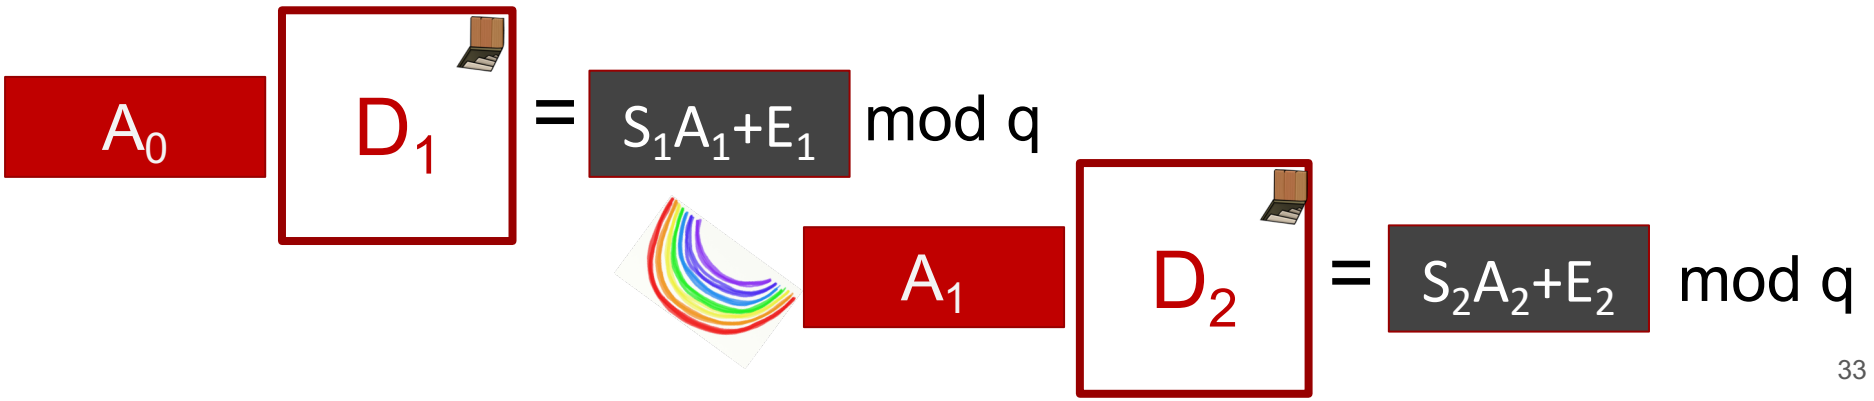 A₀ D₁ = S₁A₁+E₁ mod q
A₁ D₂ = S₂A₂+E₂ mod q
33